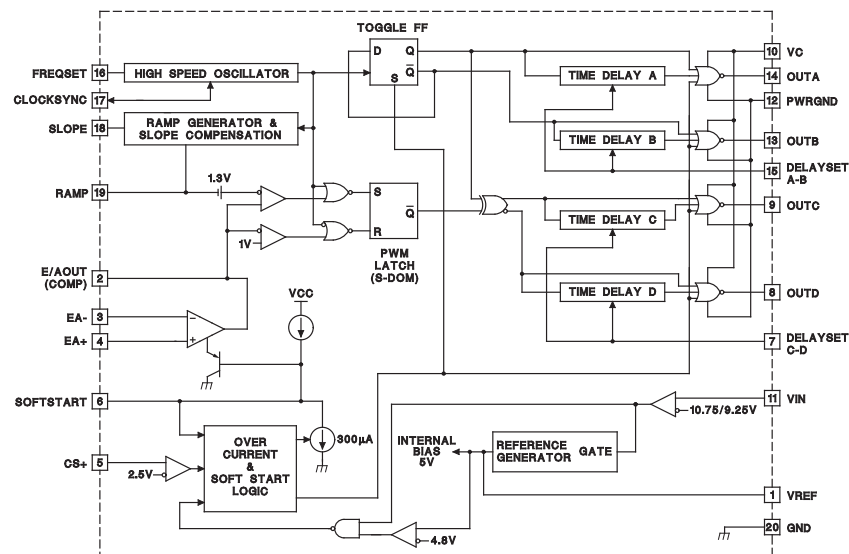 TOGGLE FF
D Q
Q
S
10 VC
FREQSET 16 HIGH SPEED OSCILLATOR
TIME DELAY A
14 OUTA
CLOCKSYNC 17
12 PWRGND
SLOPE 18 RAMP GENERATOR &
SLOPE COMPENSATION
TIME DELAY B
13 OUTB
15 DELAYSET
A-B
RAMP 19
1.3V
S
Q
R
9 OUTC
TIME DELAY C
1V
PWM
LATCH
(S-DOM)
E/AOUT
(COMP) 2
TIME DELAY D
8 OUTD
VCC
EA- 3
EA+ 4
7 DELAYSET
C-D
SOFTSTART 6
11 VIN
10.75/9.25V
OVER
CURRENT
&
SOFT START
LOGIC
300µA
INTERNAL
BIAS
5V
REFERENCE
GENERATOR GATE
CS+ 5
2.5V
1 VREF
4.8V
20 GND